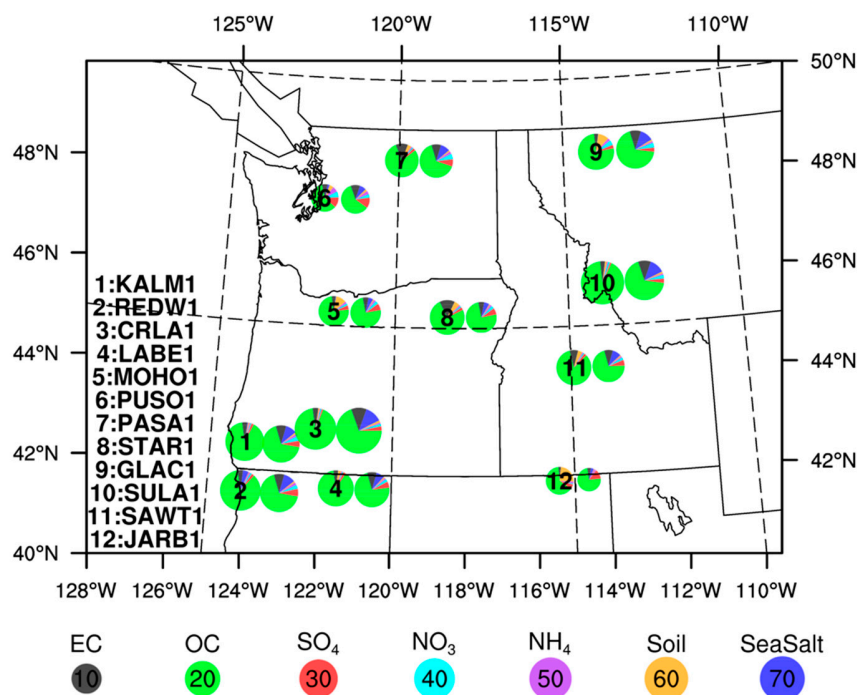 125°W 120°W 115°W 110°W
50°N
48°N 48°N
46°N 46°N
44°N 44°N
42°N 42°N
40°N
1:KALM1
2:REDW1
3:CRLA1
4:LABE1
5:MOHO1
6:PUSO1
7:PASA1
8:STAR1
9:GLAC1
10:SULA1
11:SAWT1
12:JARB1
7 9
6
10
5 8
11
1 3
2 4 12
128°W 126°W 124°W 122°W 120°W 118°W 116°W 114°W 112°W 110°W
EC OC SO₄ NO₃ NH₄ Soil SeaSalt
10 20 30 40 50 60 70